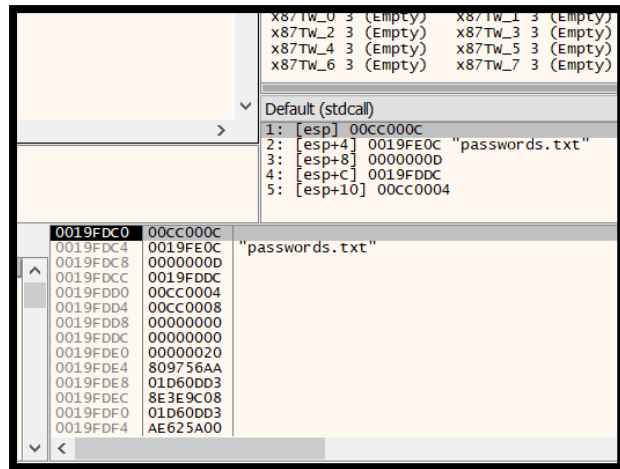 x87TW_0 3 (Empty) x87TW_1 3 (Empty)
x87TW_2 3 (Empty) x87TW_3 3 (Empty)
x87TW_4 3 (Empty) x87TW_5 3 (Empty)
x87TW_6 3 (Empty) x87TW_7 3 (Empty)
Default (stdcall)
1: [esp] 00CC000C
2: [esp+4] 0019FE0C "passwords.txt"
3: [esp+8] 0000000D
4: [esp+C] 0019FDDC
5: [esp+10] 00CC0004
0019FDC0 00CC000C
0019FDC4 0019FE0C "passwords.txt"
0019FDC8 0000000D
0019FDCC 0019FDDC
0019FDD0 00CC0004
0019FDD4 00CC0008
0019FDD8 00000000
0019FDDC 00000000
0019FDE0 00000020
0019FDE4 809756AA
0019FDE8 01D60DD3
0019FDEC 8E3E9C08
0019FDF0 01D60DD3
0019FDF4 AE625A00